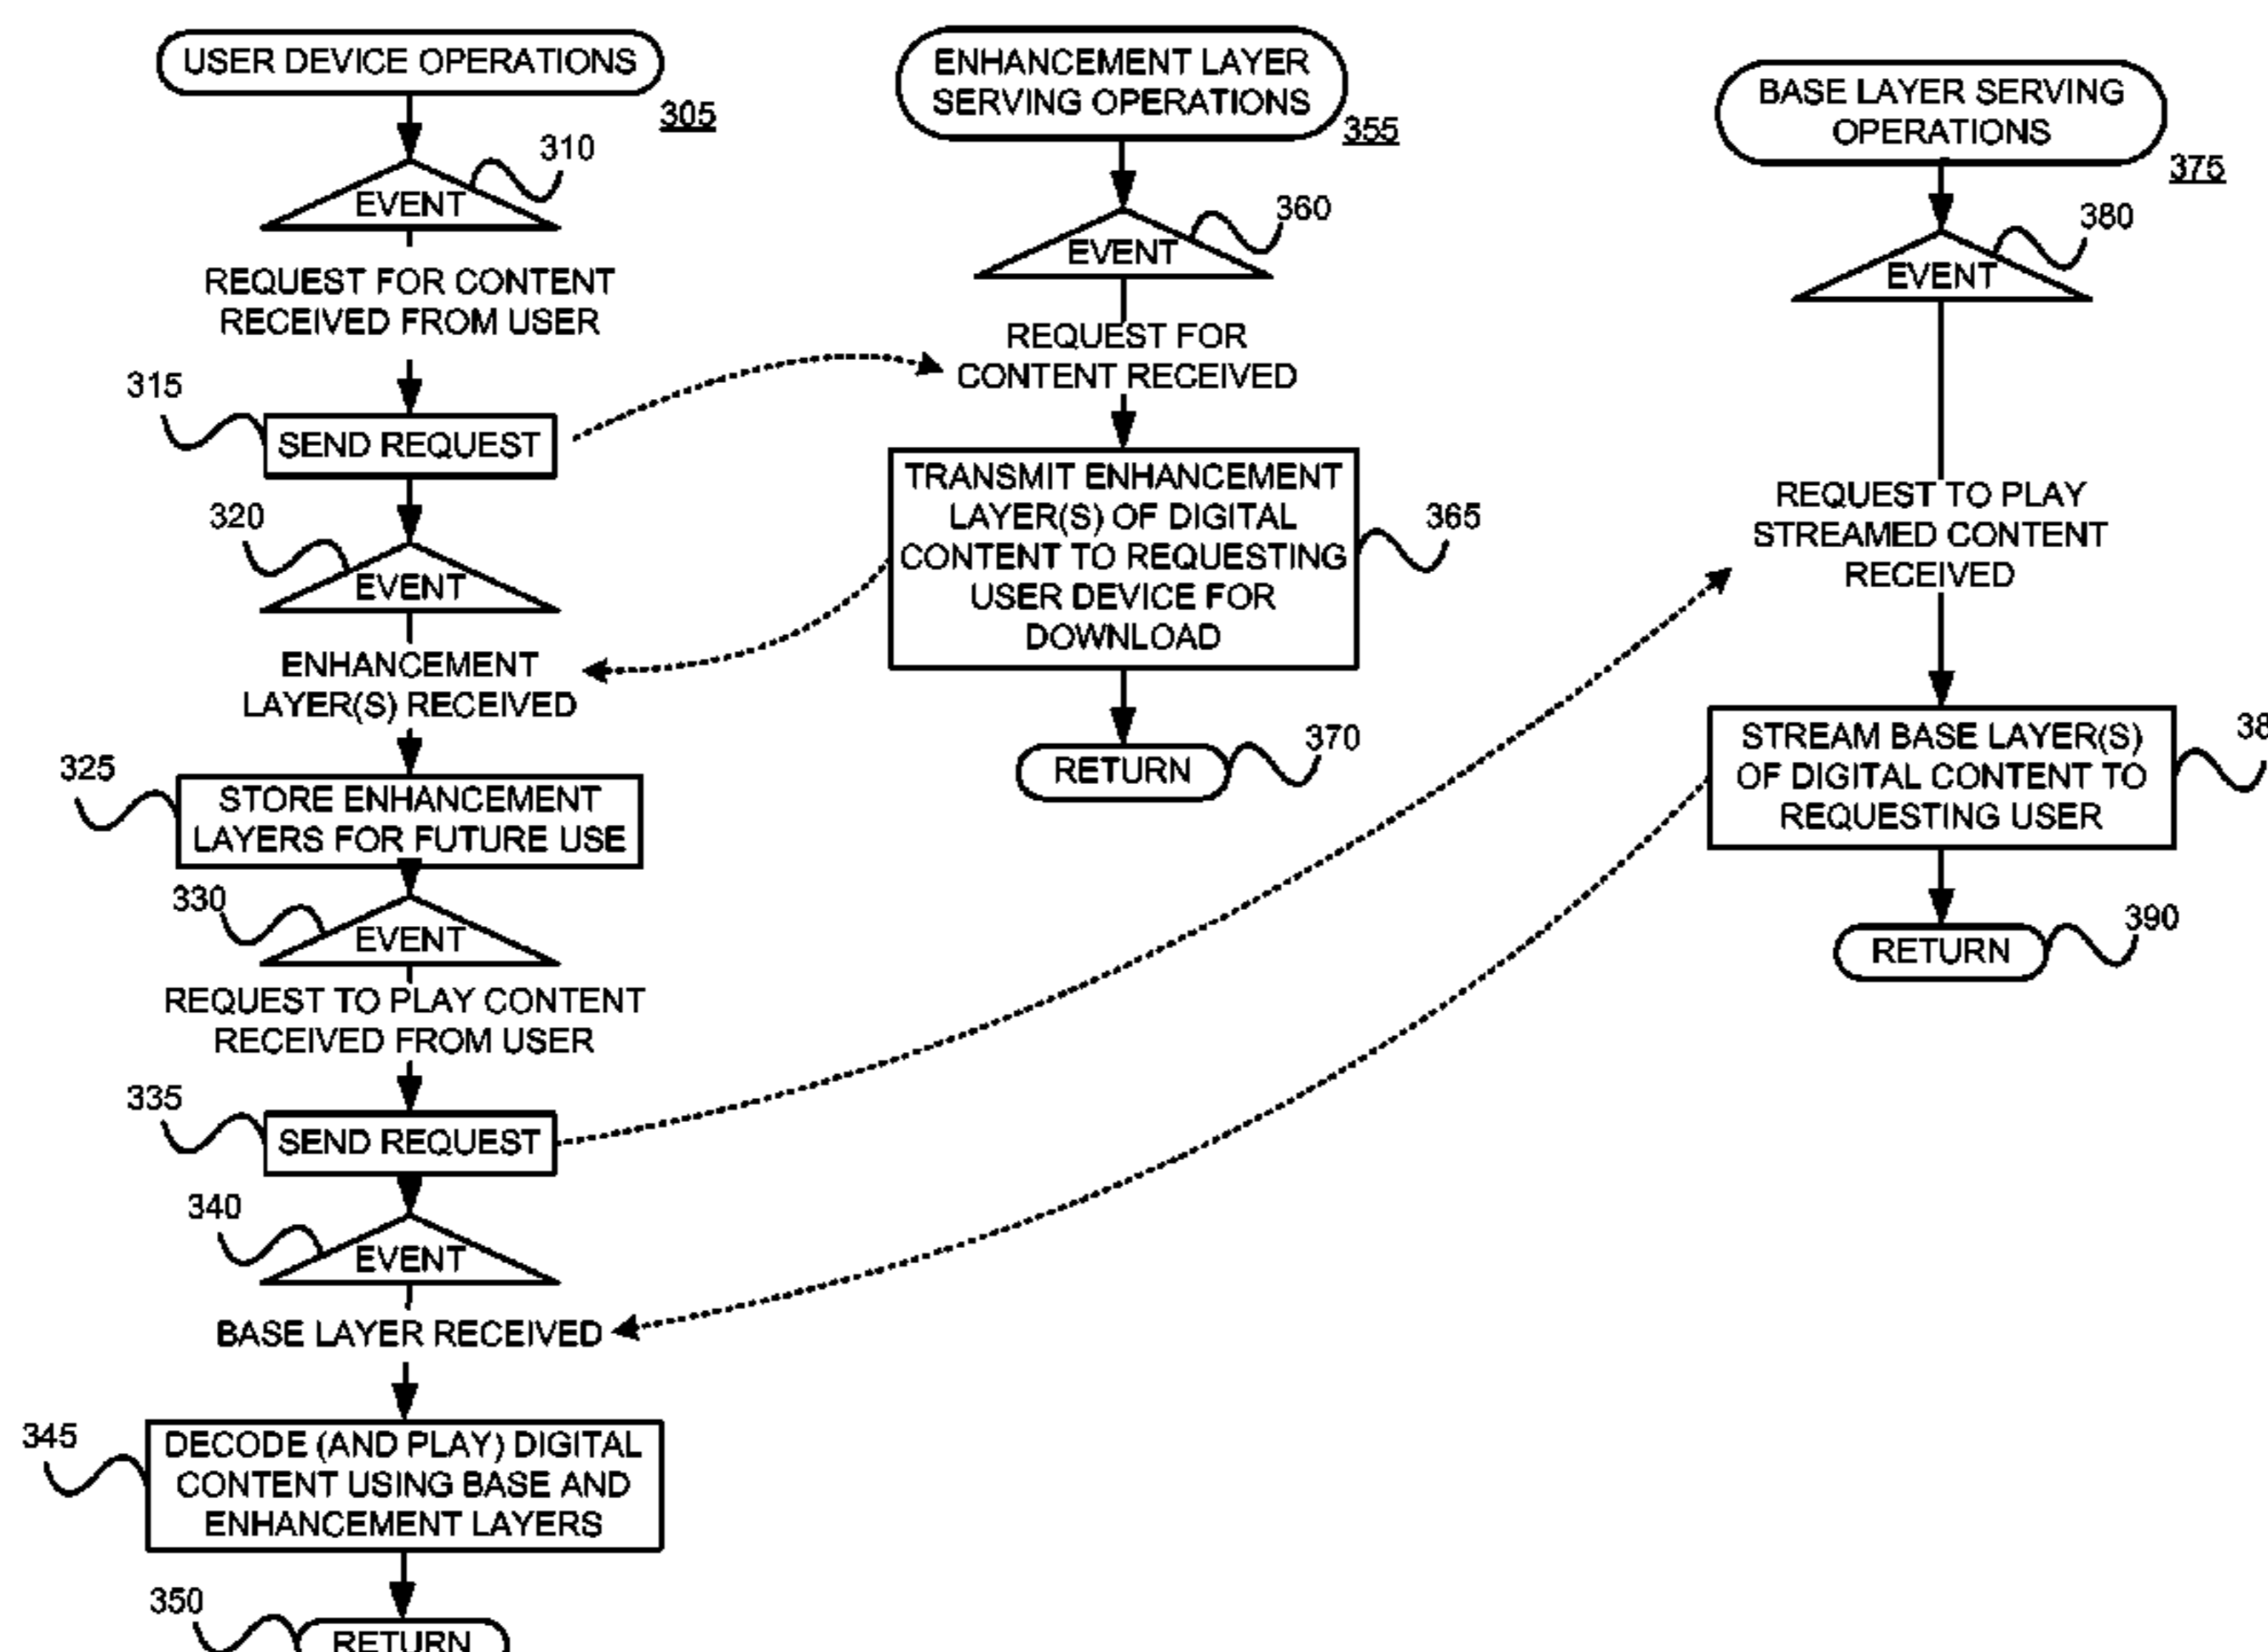 USER DEVICE OPERATIONS
305
310
EVENT
REQUEST FOR CONTENT
RECEIVED FROM USER
315
SEND REQUEST
320
EVENT
ENHANCEMENT
LAYER(S) RECEIVED
325
STORE ENHANCEMENT
LAYERS FOR FUTURE USE
330
EVENT
REQUEST TO PLAY CONTENT
RECEIVED FROM USER
335
SEND REQUEST
340
EVENT
BASE LAYER RECEIVED
345
DECODE (AND PLAY) DIGITAL
CONTENT USING BASE AND
ENHANCEMENT LAYERS
350
RETURN
ENHANCEMENT LAYER
SERVING OPERATIONS
355
360
EVENT
REQUEST FOR
CONTENT RECEIVED
TRANSMIT ENHANCEMENT
LAYER(S) OF DIGITAL
CONTENT TO REQUESTING
USER DEVICE FOR
DOWNLOAD
365
370
RETURN
BASE LAYER SERVING
OPERATIONS
375
380
EVENT
REQUEST TO PLAY
STREAMED CONTENT
RECEIVED
STREAM BASE LAYER(S)
OF DIGITAL CONTENT TO
REQUESTING USER
390
RETURN